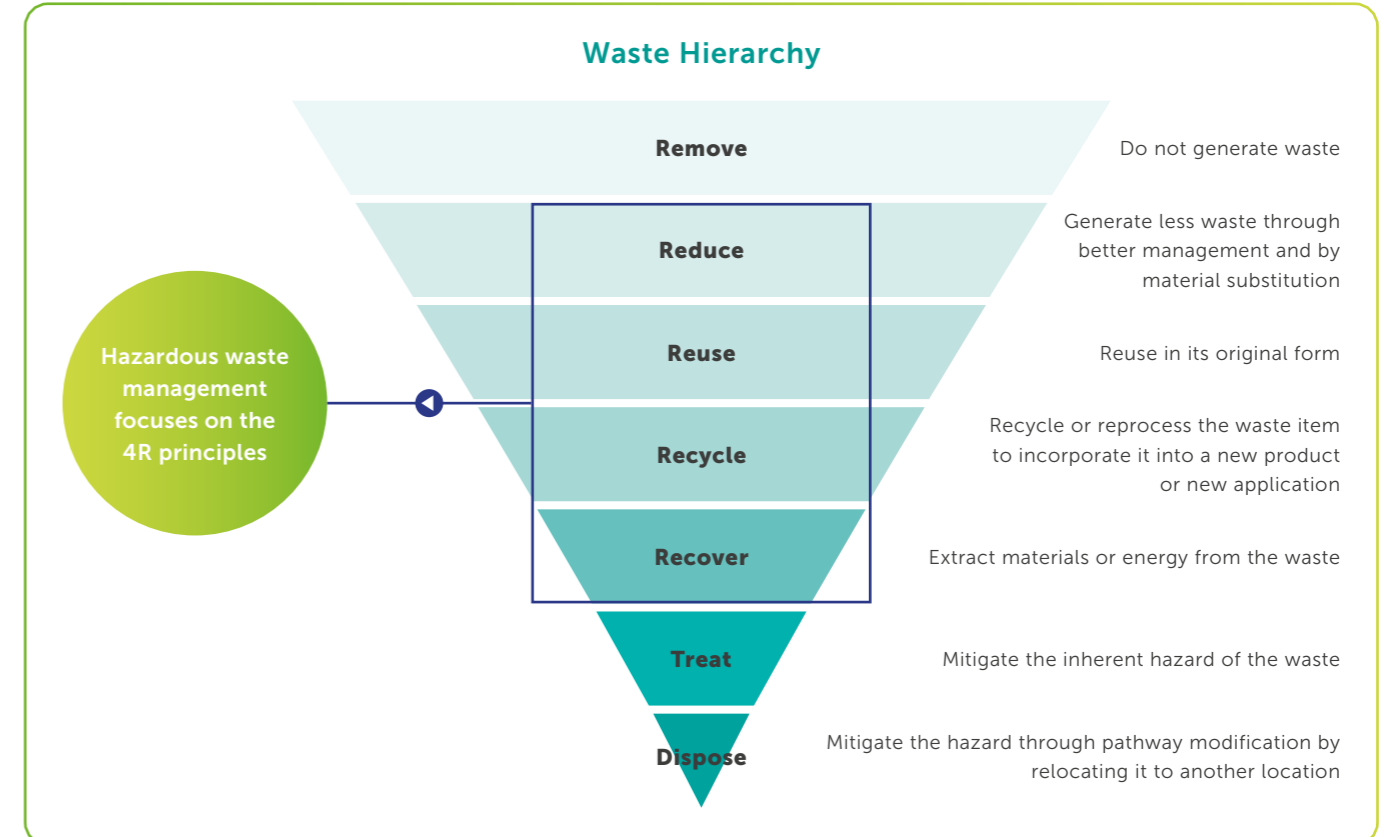 Waste Hierarchy
Remove
Do not generate waste
Reduce
Generate less waste through
better management and by
material substitution
Reuse
Reuse in its original form
Hazardous waste
management
focuses on the
4R principles
Recycle
Recycle or reprocess the waste item
to incorporate it into a new product
or new application
Recover
Extract materials or energy from the waste
Treat
Mitigate the inherent hazard of the waste
Dispose
Mitigate the hazard through pathway modification by
relocating it to another location